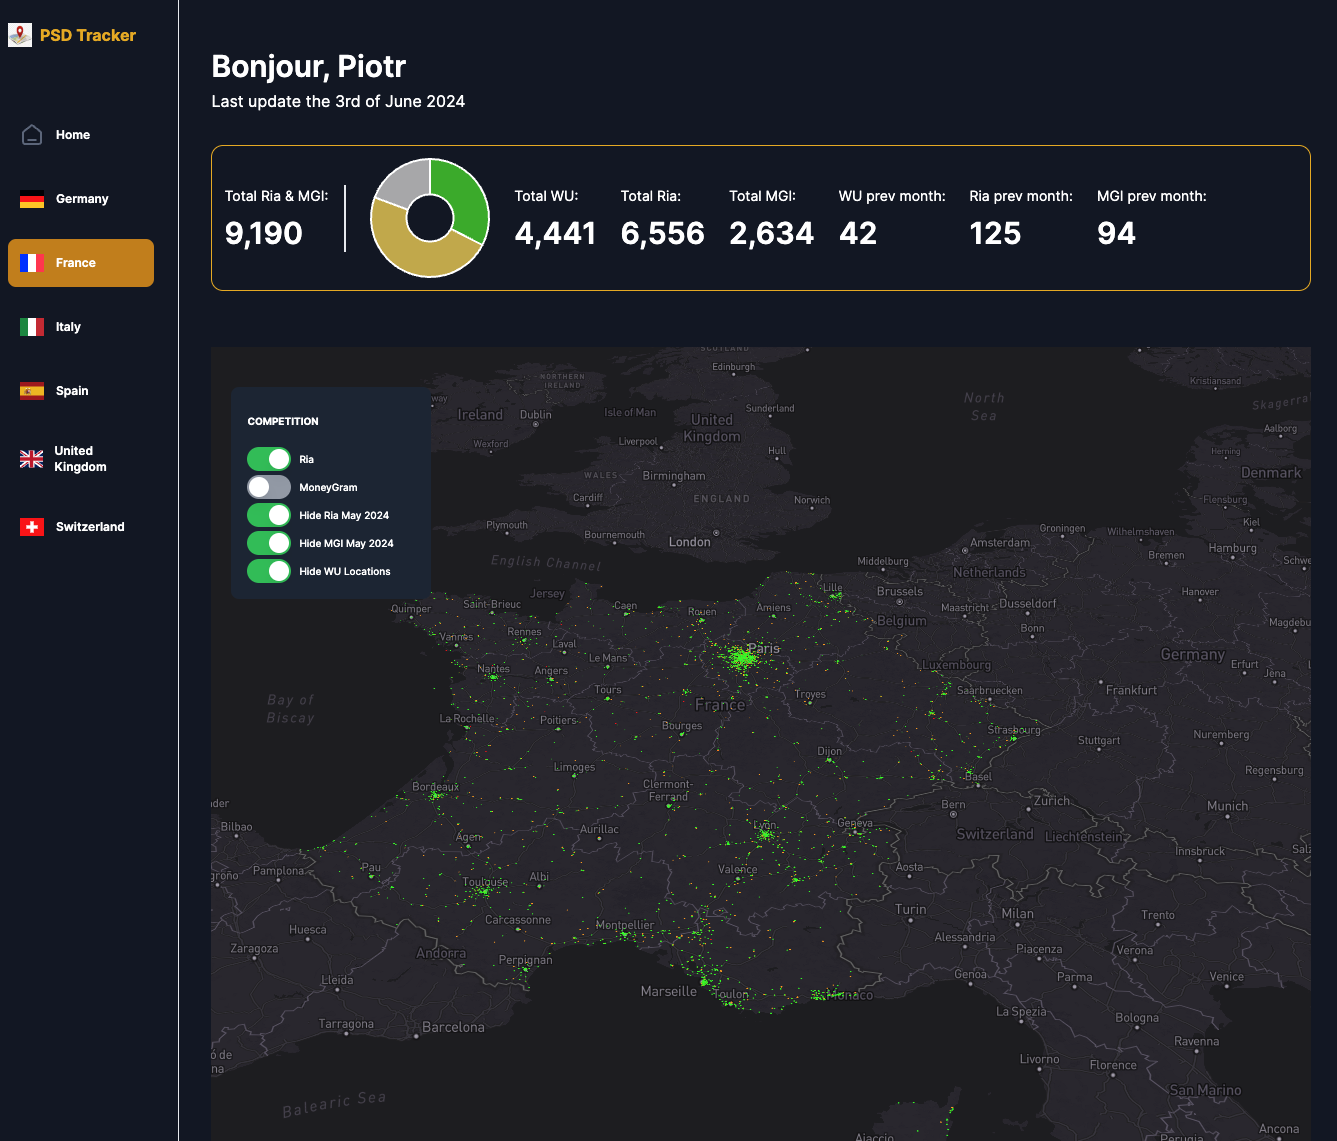 PSD Tracker
Home
Germany
France
Italy
Spain
United
Kingdom
Switzerland
Bonjour, Piotr
Last update the 3rd of June 2024
Total Ria & MGI:
9,190
Total WU:
4,441
Total Ria:
6,556
Total MGI:
2,634
WU prev month:
42
Ria prev month:
125
MGI prev month:
94
COMPETITION
Ria
MoneyGram
Hide Ria May 2024
Hide MGI May 2024
Hide WU Locations
SCOTLAND
Edinburgh
NORTHERN
IRELAND
Kristiansand
North
Sea
Skagerra
Ireland
Dublin
Isle of Man
Sunderland
United
Kingdom
Aalborg
Wexford
Liverpool
Hull
Herning
Denmark
WALES
Birmingham
Cardiff
ENGLAND
Norwich
Flensburg
Kiel
Plymouth
Bournemouth
London
Groningen
Wilhelmshaven
Amsterdam
Hamburg
Bremen
Schwe
English Channel
Middelburg
Netherlands
Jersey
Lille
Brussels
Hanover
Quimper
Saint-Brieuc
Caen
Rouen
Amiens
Maastricht
Dusseldorf
Belgium
Bonn
Magdebu
Vannes
Rennes
Laval
Le Mans
Paris
Germany
Nantes
Angers
Luxembourg
Erfurt
Jena
Tours
Troyes
Saarbruecken
Frankfurt
Bay of
Biscay
France
La Rochelle
Poitiers
Bourges
Strasbourg
Stuttgart
Nuremberg
Dijon
Limoges
Basel
Regensburg
Bordeaux
Clermont-
Ferrand
Bern
Zurich
Munich
Bilbao
Agen
Aurillac
Lyon
Geneva
Switzerland
Liechtenstein
Innsbruck
Salz
Pamplona
Pau
Toulouse
Albi
Valence
Aosta
Turin
Milan
Trento
Huesca
Carcassonne
Montpellier
Zaragoza
Andorra
Perpignan
Alessandria
Piacenza
Verona
Lleida
Marseille
Toulon
Monaco
Genoa
Parma
Venice
Tarragona
Barcelona
La Spezia
Bologna
Ravenna
Livorno
Florence
San Marino
Balearic Sea
Ajaccio
Perugia
Ancona